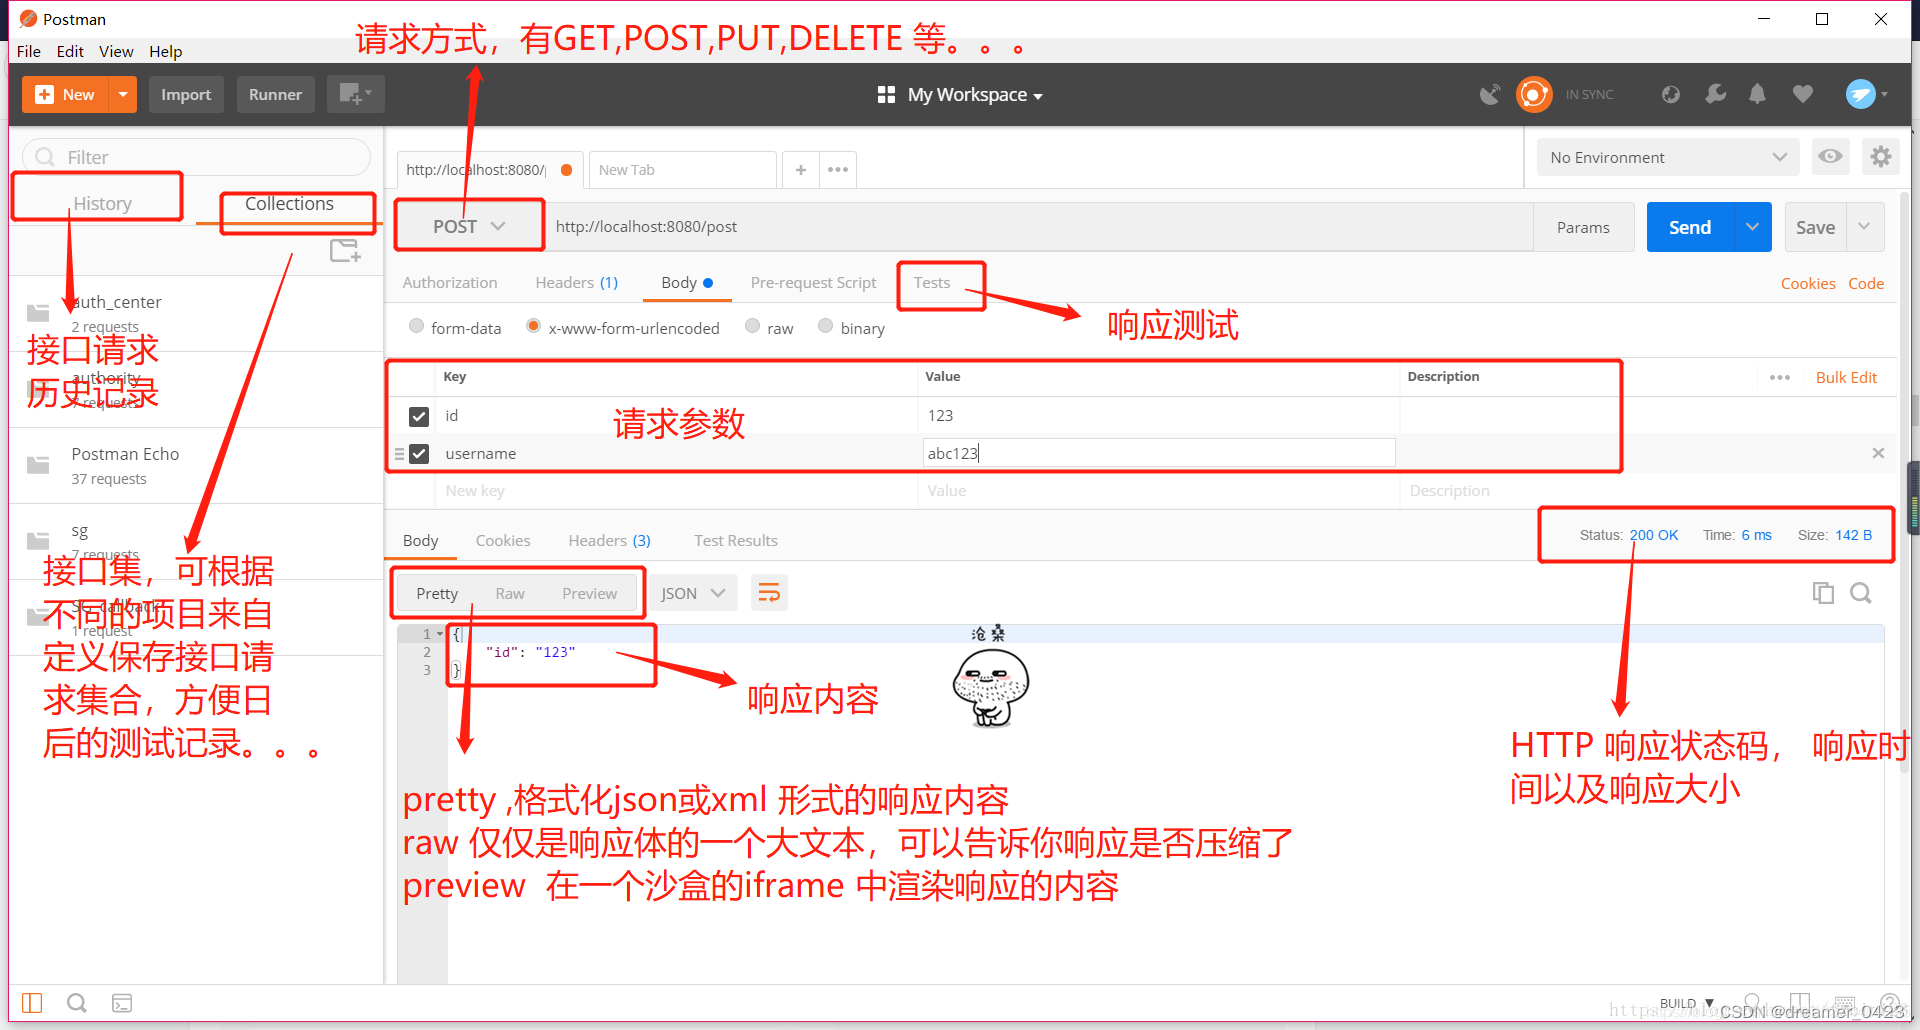 Postman
File Edit View Help
请求方式，有GET,POST,PUT,DELETE 等。。。
New Import Runner
My Workspace
IN SYNC
Filter
History Collections
http://localhost:8080/ New Tab + •••
No Environment
POST http://localhost:8080/post Params Send Save
Authorization Headers (1) Body Pre-request Script Tests Cookies Code
form-data x-www-form-urlencoded raw binary
响应测试
auth_center
2 requests
接口请求
历史记录
authority
7 requests
Postman Echo
37 requests
sg
7 requests
SG_callback
1 request
接口集，可根据
不同的项目来自
定义保存接口请
求集合，方便日
后的测试记录。。。
Key Value Description ••• Bulk Edit
id 123
请求参数
username abc123
New key Value Description
Body Cookies Headers (3) Test Results
Status: 200 OK Time: 6 ms Size: 142 B
Pretty Raw Preview JSON
1 {
2 "id": "123"
3 }
响应内容
沧桑
HTTP 响应状态码， 响应时
间以及响应大小
pretty ,格式化json或xml 形式的响应内容
raw 仅仅是响应体的一个大文本，可以告诉你响应是否压缩了
preview 在一个沙盒的iframe 中渲染响应的内容
BUILD
CSDN @dreamer_0423